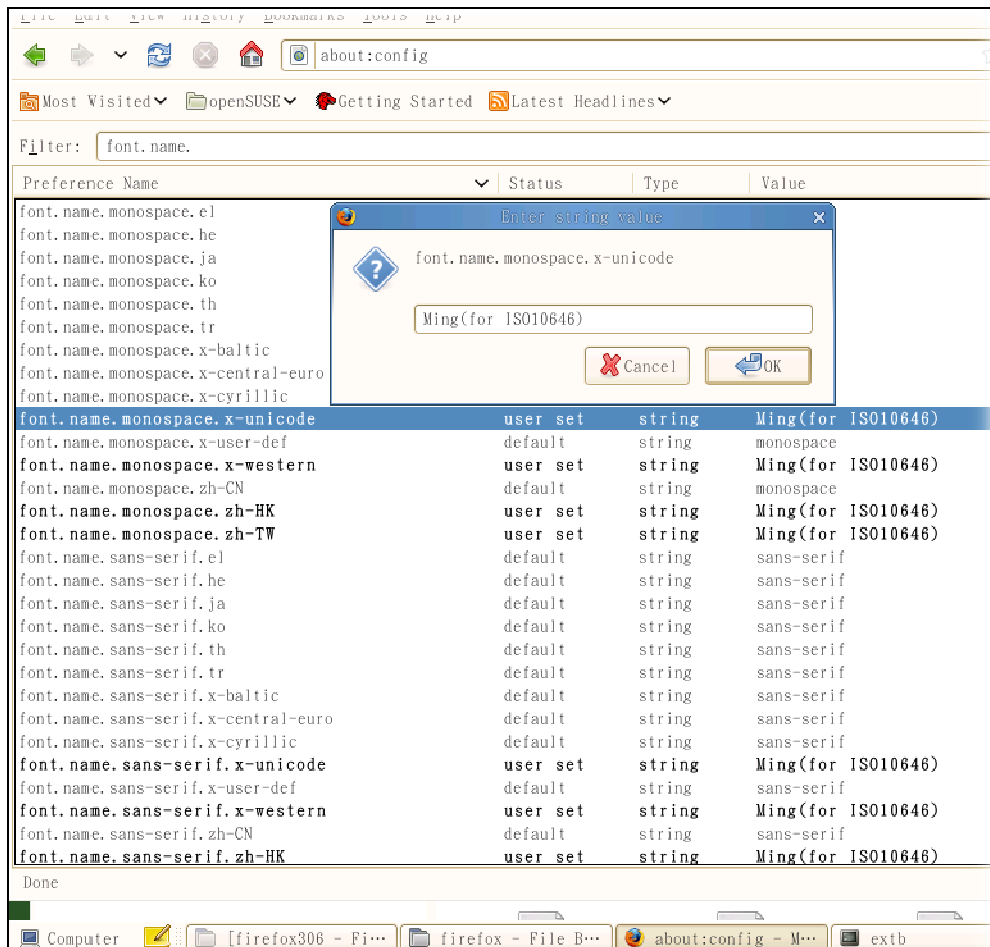 File Edit View History Bookmarks Tools Help
about:config
Most Visited openSUSE Getting Started Latest Headlines
Filter: font.name.
Preference Name Status Type Value
font.name.monospace.el
Enter string value
font.name.monospace.he
font.name.monospace.ja
font.name.monospace.x-unicode
font.name.monospace.ko
font.name.monospace.th
Ming(for ISO10646)
font.name.monospace.tr
font.name.monospace.x-baltic
Cancel OK
font.name.monospace.x-central-euro
font.name.monospace.x-cyrillic
font.name.monospace.x-unicode user set string Ming(for ISO10646)
font.name.monospace.x-user-def default string monospace
font.name.monospace.x-western user set string Ming(for ISO10646)
font.name.monospace.zh-CN default string monospace
font.name.monospace.zh-HK user set string Ming(for ISO10646)
font.name.monospace.zh-TW user set string Ming(for ISO10646)
font.name.sans-serif.el default string sans-serif
font.name.sans-serif.he default string sans-serif
font.name.sans-serif.ja default string sans-serif
font.name.sans-serif.ko default string sans-serif
font.name.sans-serif.th default string sans-serif
font.name.sans-serif.tr default string sans-serif
font.name.sans-serif.x-baltic default string sans-serif
font.name.sans-serif.x-central-euro default string sans-serif
font.name.sans-serif.x-cyrillic default string sans-serif
font.name.sans-serif.x-unicode user set string Ming(for ISO10646)
font.name.sans-serif.x-user-def default string sans-serif
font.name.sans-serif.x-western user set string Ming(for ISO10646)
font.name.sans-serif.zh-CN default string sans-serif
font.name.sans-serif.zh-HK user set string Ming(for ISO10646)
Done
Computer [firefox306 - Fi… firefox - File B… about:config - M… extb